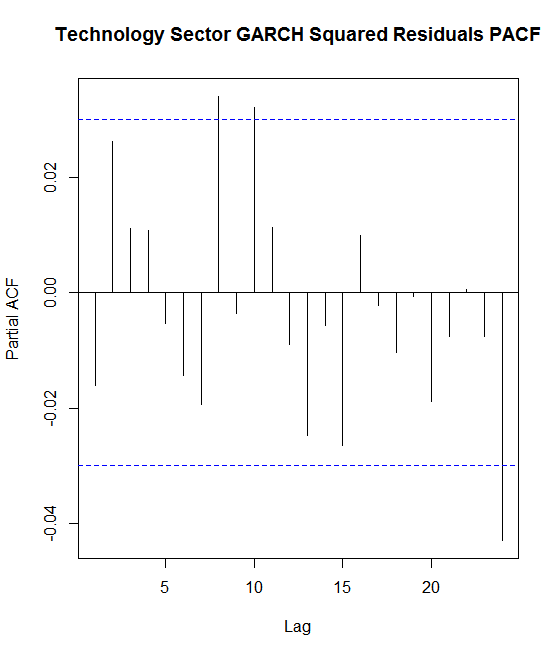 Technology Sector GARCH Squared Residuals PACF
Partial ACF
0.02
0.00
-0.02
-0.04
5 10 15 20
Lag